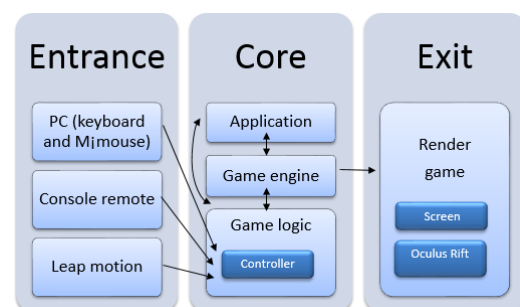 Entrance
PC (keyboard
and M¡mouse)
Console remote
Leap motion
Core
Application
Game engine
Game logic
Controller
Exit
Render
game
Screen
Oculus Rift